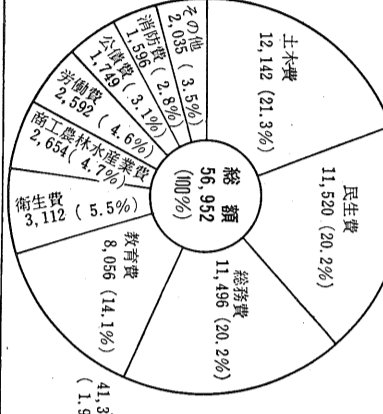 総額
56,952
(100%)
土木費
12,142 (21.3%)
民生費
11,520 (20.2%)
総務費
11,496 (20.2%)
教育費
8,056 (14.1%)
衛生費
3,112 ( 5.5%)
商工農林水産業費
2,654 ( 4.7%)
労働費
2,592 ( 4.6%)
公債費
1,749 ( 3.1%)
消防費
1,596 ( 2.8%)
その他
2,035 ( 3.5%)
41,3
( 1.9